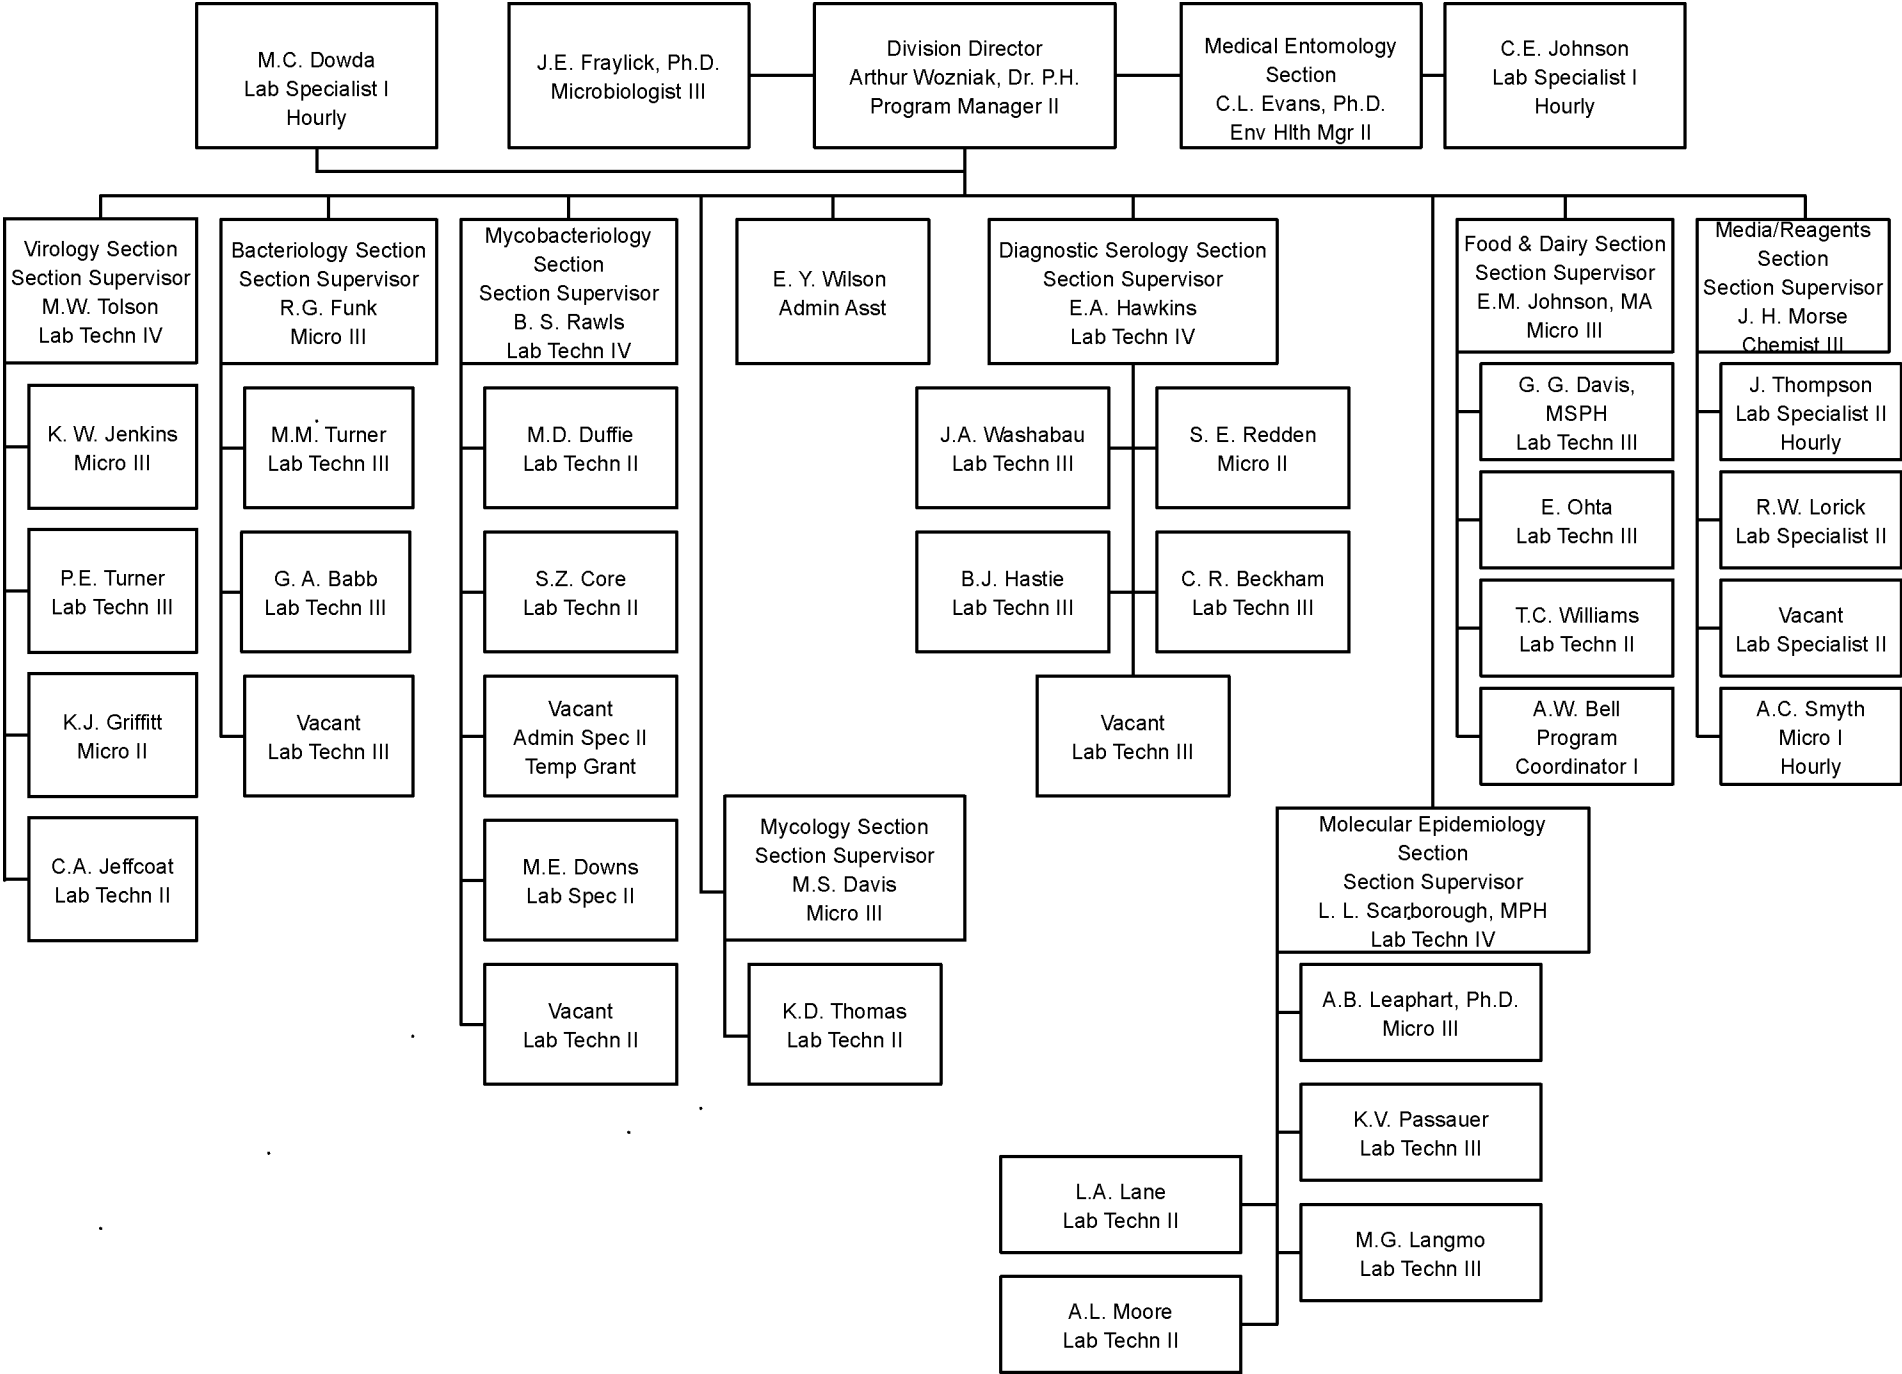 M.C. Dowda
Lab Specialist I
Hourly
J.E. Fraylick, Ph.D.
Microbiologist III
Division Director
Arthur Wozniak, Dr. P.H.
Program Manager II
Medical Entomology
Section
C.L. Evans, Ph.D.
Env Hlth Mgr II
C.E. Johnson
Lab Specialist I
Hourly
Virology Section
Section Supervisor
M.W. Tolson
Lab Techn IV
K. W. Jenkins
Micro III
P.E. Turner
Lab Techn III
K.J. Griffitt
Micro II
C.A. Jeffcoat
Lab Techn II
Bacteriology Section
Section Supervisor
R.G. Funk
Micro III
M.M. Turner
Lab Techn III
G. A. Babb
Lab Techn III
Vacant
Lab Techn III
Mycobacteriology
Section
Section Supervisor
B. S. Rawls
Lab Techn IV
M.D. Duffie
Lab Techn II
S.Z. Core
Lab Techn II
Vacant
Admin Spec II
Temp Grant
M.E. Downs
Lab Spec II
Vacant
Lab Techn II
Mycology Section
Section Supervisor
M.S. Davis
Micro III
K.D. Thomas
Lab Techn II
E. Y. Wilson
Admin Asst
Diagnostic Serology Section
Section Supervisor
E.A. Hawkins
Lab Techn IV
J.A. Washabau
Lab Techn III
S. E. Redden
Micro II
B.J. Hastie
Lab Techn III
C. R. Beckham
Lab Techn III
Vacant
Lab Techn III
Molecular Epidemiology
Section
Section Supervisor
L. L. Scarborough, MPH
Lab Techn IV
A.B. Leaphart, Ph.D.
Micro III
K.V. Passauer
Lab Techn III
L.A. Lane
Lab Techn II
M.G. Langmo
Lab Techn III
A.L. Moore
Lab Techn II
Food & Dairy Section
Section Supervisor
E.M. Johnson, MA
Micro III
G. G. Davis,
MSPH
Lab Techn III
E. Ohta
Lab Techn III
T.C. Williams
Lab Techn II
A.W. Bell
Program
Coordinator I
Media/Reagents
Section
Section Supervisor
J. H. Morse
Chemist III
J. Thompson
Lab Specialist II
Hourly
R.W. Lorick
Lab Specialist II
Vacant
Lab Specialist II
A.C. Smyth
Micro I
Hourly